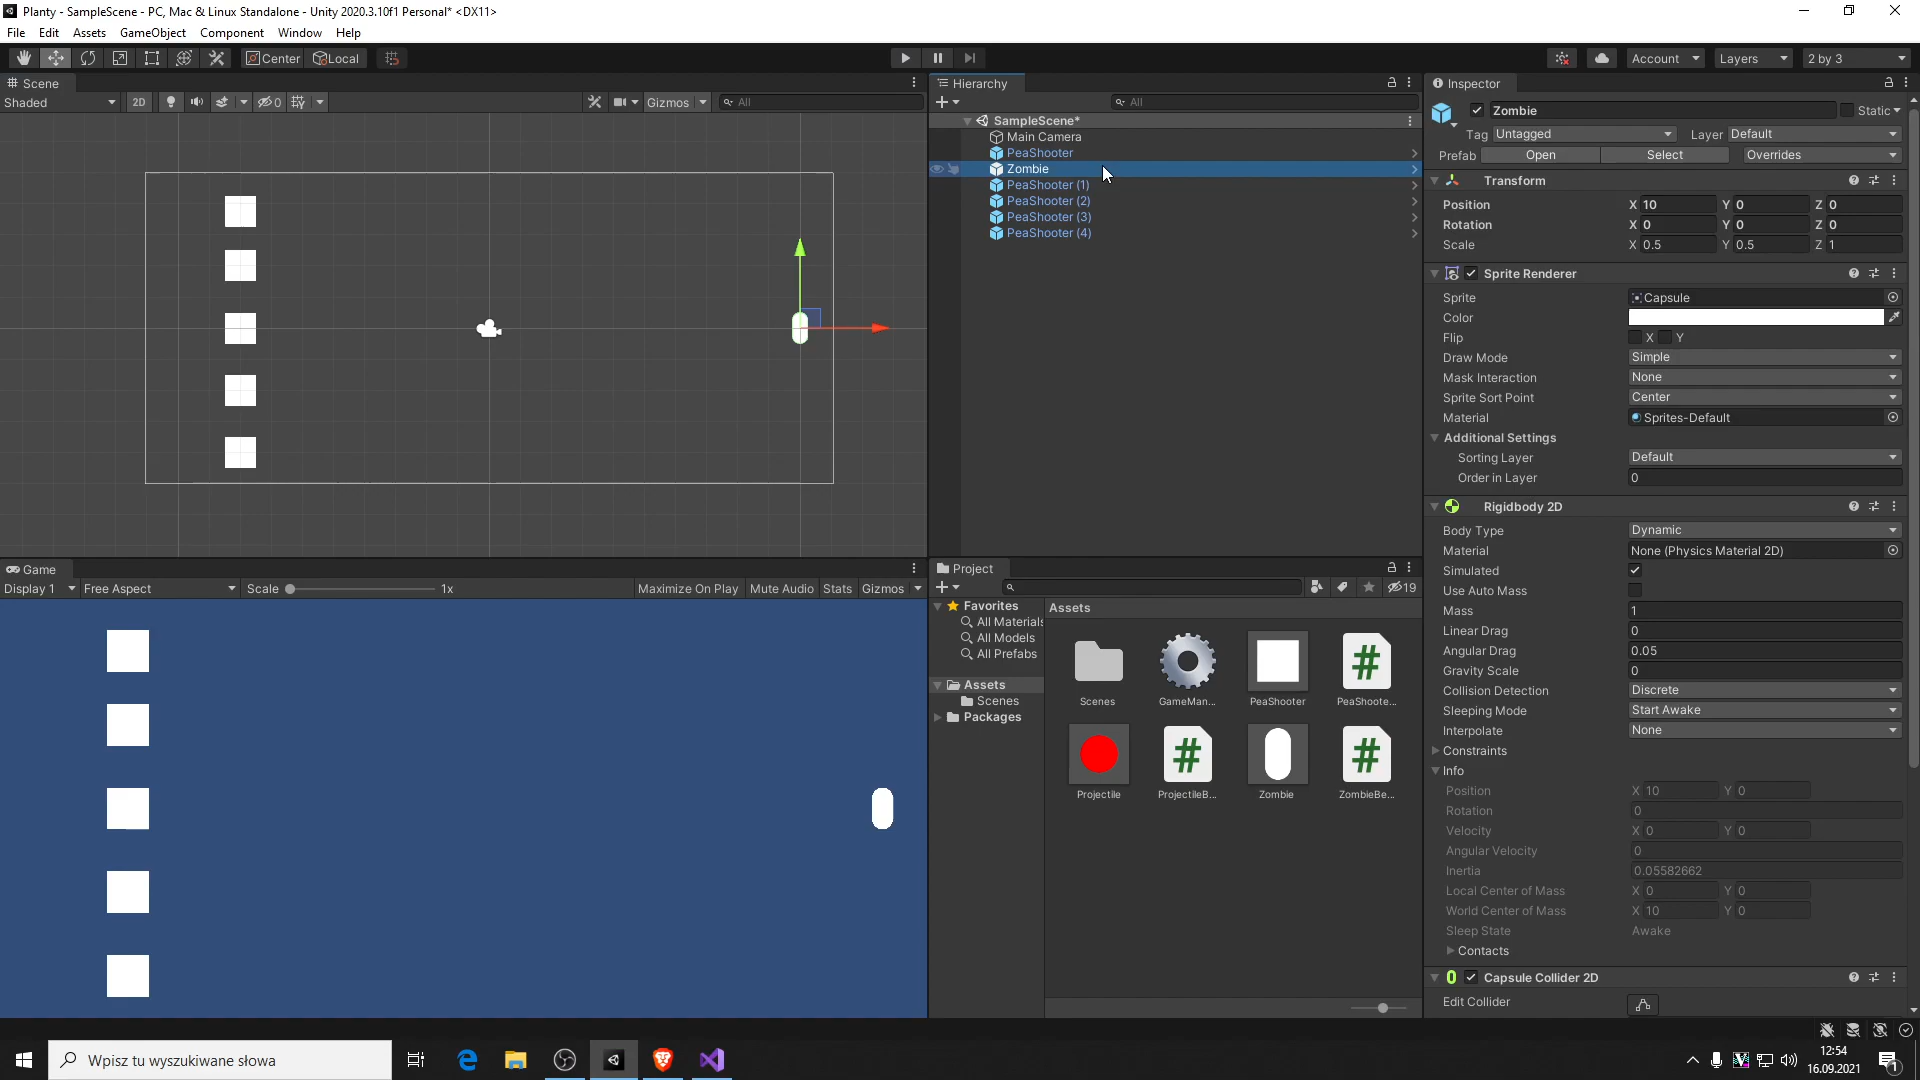 Planty - SampleScene - PC, Mac & Linux Standalone - Unity 2020.3.10f1 Personal* <DX11>
File Edit Assets GameObject Component Window Help
Center Local Account Layers 2 by 3
Scene
Shaded 2D 0 Gizmos All
Hierarchy
All
SampleScene*
Main Camera
PeaShooter
Zombie
PeaShooter (1)
PeaShooter (2)
PeaShooter (3)
PeaShooter (4)
Game
Display 1 Free Aspect Scale 1x Maximize On Play Mute Audio Stats Gizmos
Project
19
Favorites
All Materials
All Models
All Prefabs
Assets
Scenes
Packages
Assets
Scenes GameMan... PeaShooter PeaShoote...
Projectile ProjectileB... Zombie ZombieBe...
Inspector
Zombie Static
Tag Untagged Layer Default
Prefab Open Select Overrides
Transform
Position X 10 Y 0 Z 0
Rotation X 0 Y 0 Z 0
Scale X 0.5 Y 0.5 Z 1
Sprite Renderer
Sprite Capsule
Color
Flip X Y
Draw Mode Simple
Mask Interaction None
Sprite Sort Point Center
Material Sprites-Default
Additional Settings
Sorting Layer Default
Order in Layer 0
Rigidbody 2D
Body Type Dynamic
Material None (Physics Material 2D)
Simulated
Use Auto Mass
Mass 1
Linear Drag 0
Angular Drag 0.05
Gravity Scale 0
Collision Detection Discrete
Sleeping Mode Start Awake
Interpolate None
Constraints
Info
Position X 10 Y 0
Rotation 0
Velocity X 0 Y 0
Angular Velocity 0
Inertia 0.05582662
Local Center of Mass X 0 Y 0
World Center of Mass X 10 Y 0
Sleep State Awake
Contacts
Capsule Collider 2D
Edit Collider
Wpisz tu wyszukiwane słowa
12:54
16.09.2021
1